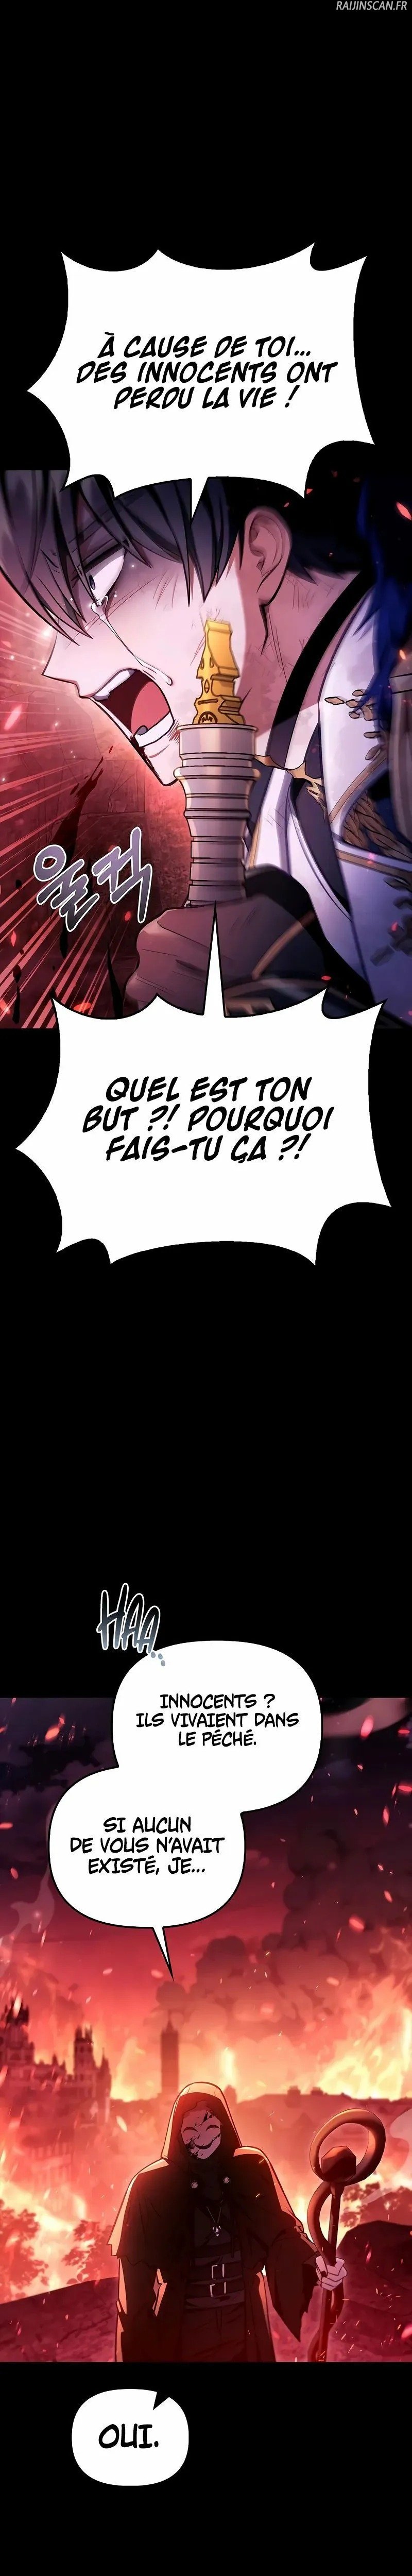 RAIJINSCAN.FR
À CAUSE DE TOI...
DES INNOCENTS ONT
PERDU LA VIE !
울컥
QUEL EST TON
BUT ?! POURQUOI
FAIS-TU ÇA ?!
HAA
INNOCENTS ?
ILS VIVAIENT DANS
LE PÉCHÉ.
SI AUCUN
DE VOUS N'AVAIT
EXISTÉ, JE...
OUI.